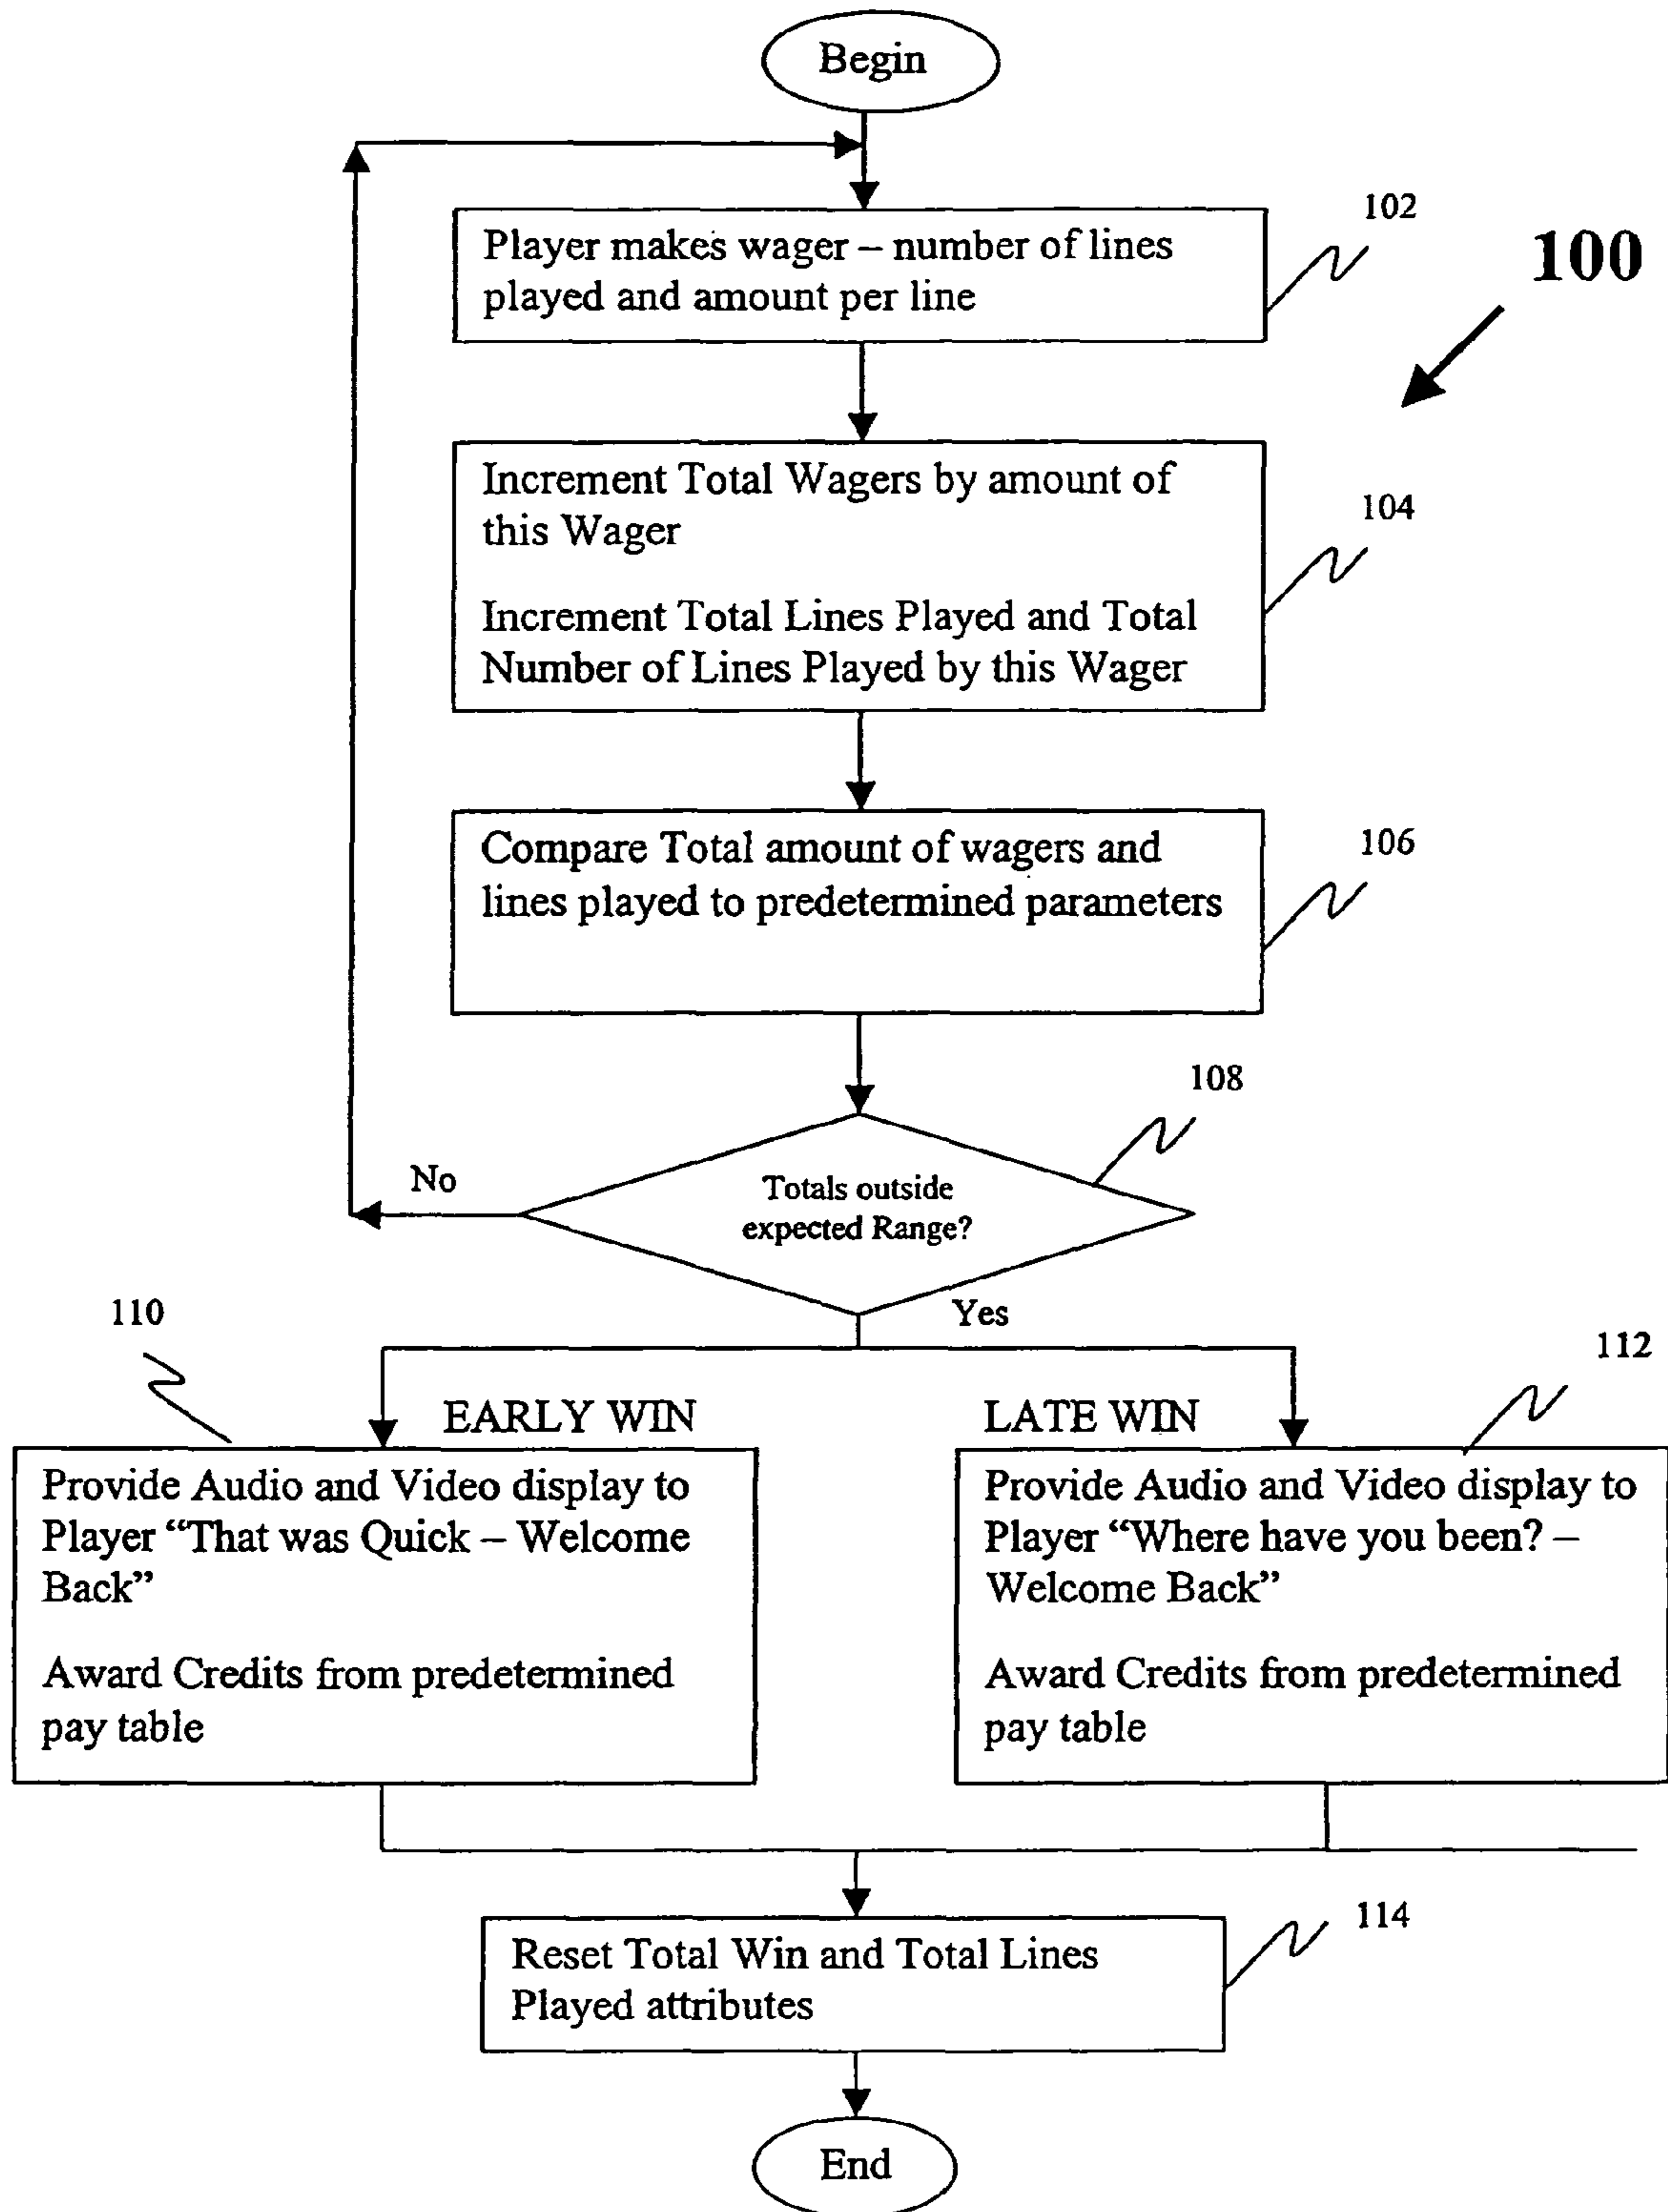 Begin
102
Player makes wager – number of lines
played and amount per line
100
Increment Total Wagers by amount of
this Wager
104
Increment Total Lines Played and Total
Number of Lines Played by this Wager
Compare Total amount of wagers and
lines played to predetermined parameters
106
108
Totals outside
expected Range?
No
Yes
110
112
EARLY WIN
LATE WIN
Provide Audio and Video display to
Player “That was Quick – Welcome
Back”
Award Credits from predetermined
pay table
Provide Audio and Video display to
Player “Where have you been? –
Welcome Back”
Award Credits from predetermined
pay table
114
Reset Total Win and Total Lines
Played attributes
End